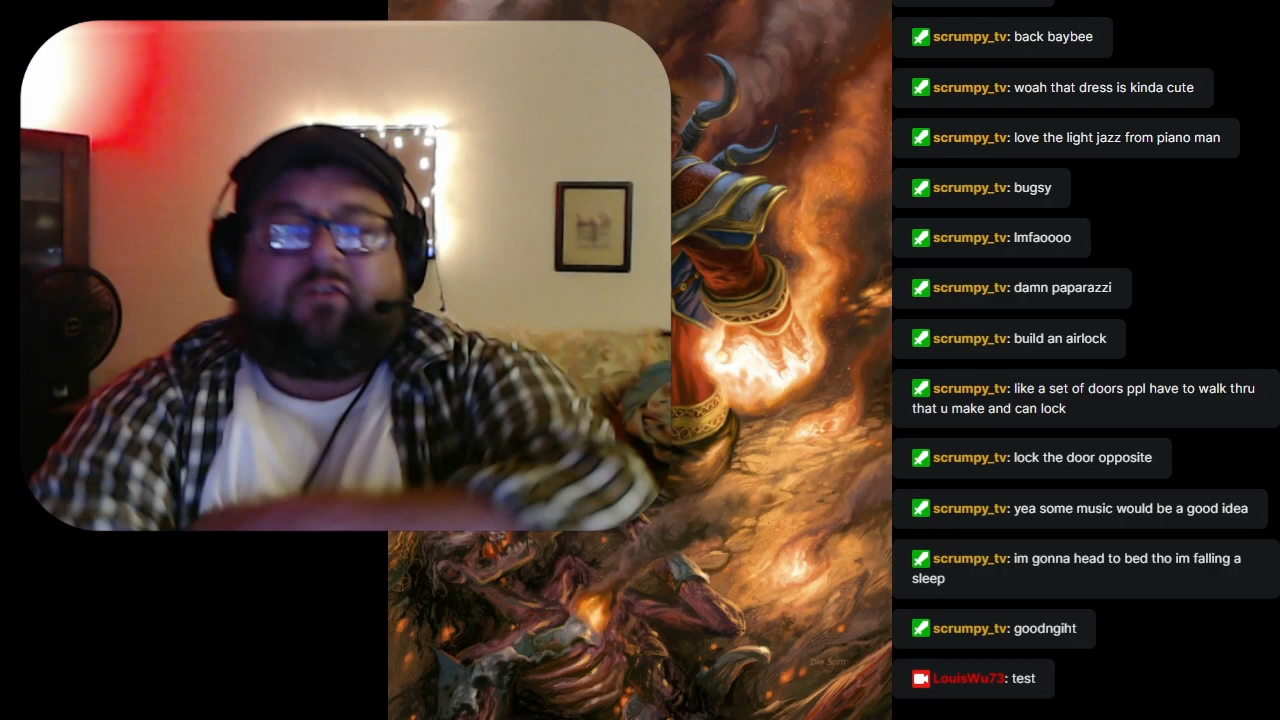 scrumpy_tv: back baybee
scrumpy_tv: woah that dress is kinda cute
scrumpy_tv: love the light jazz from piano man
scrumpy_tv: bugsy
scrumpy_tv: lmfaoooo
scrumpy_tv: damn paparazzi
scrumpy_tv: build an airlock
scrumpy_tv: like a set of doors ppl have to walk thru
that u make and can lock
scrumpy_tv: lock the door opposite
scrumpy_tv: yea some music would be a good idea
scrumpy_tv: im gonna head to bed tho im falling a
sleep
scrumpy_tv: goodngiht
DAN SCOTT
LouisWu73: test